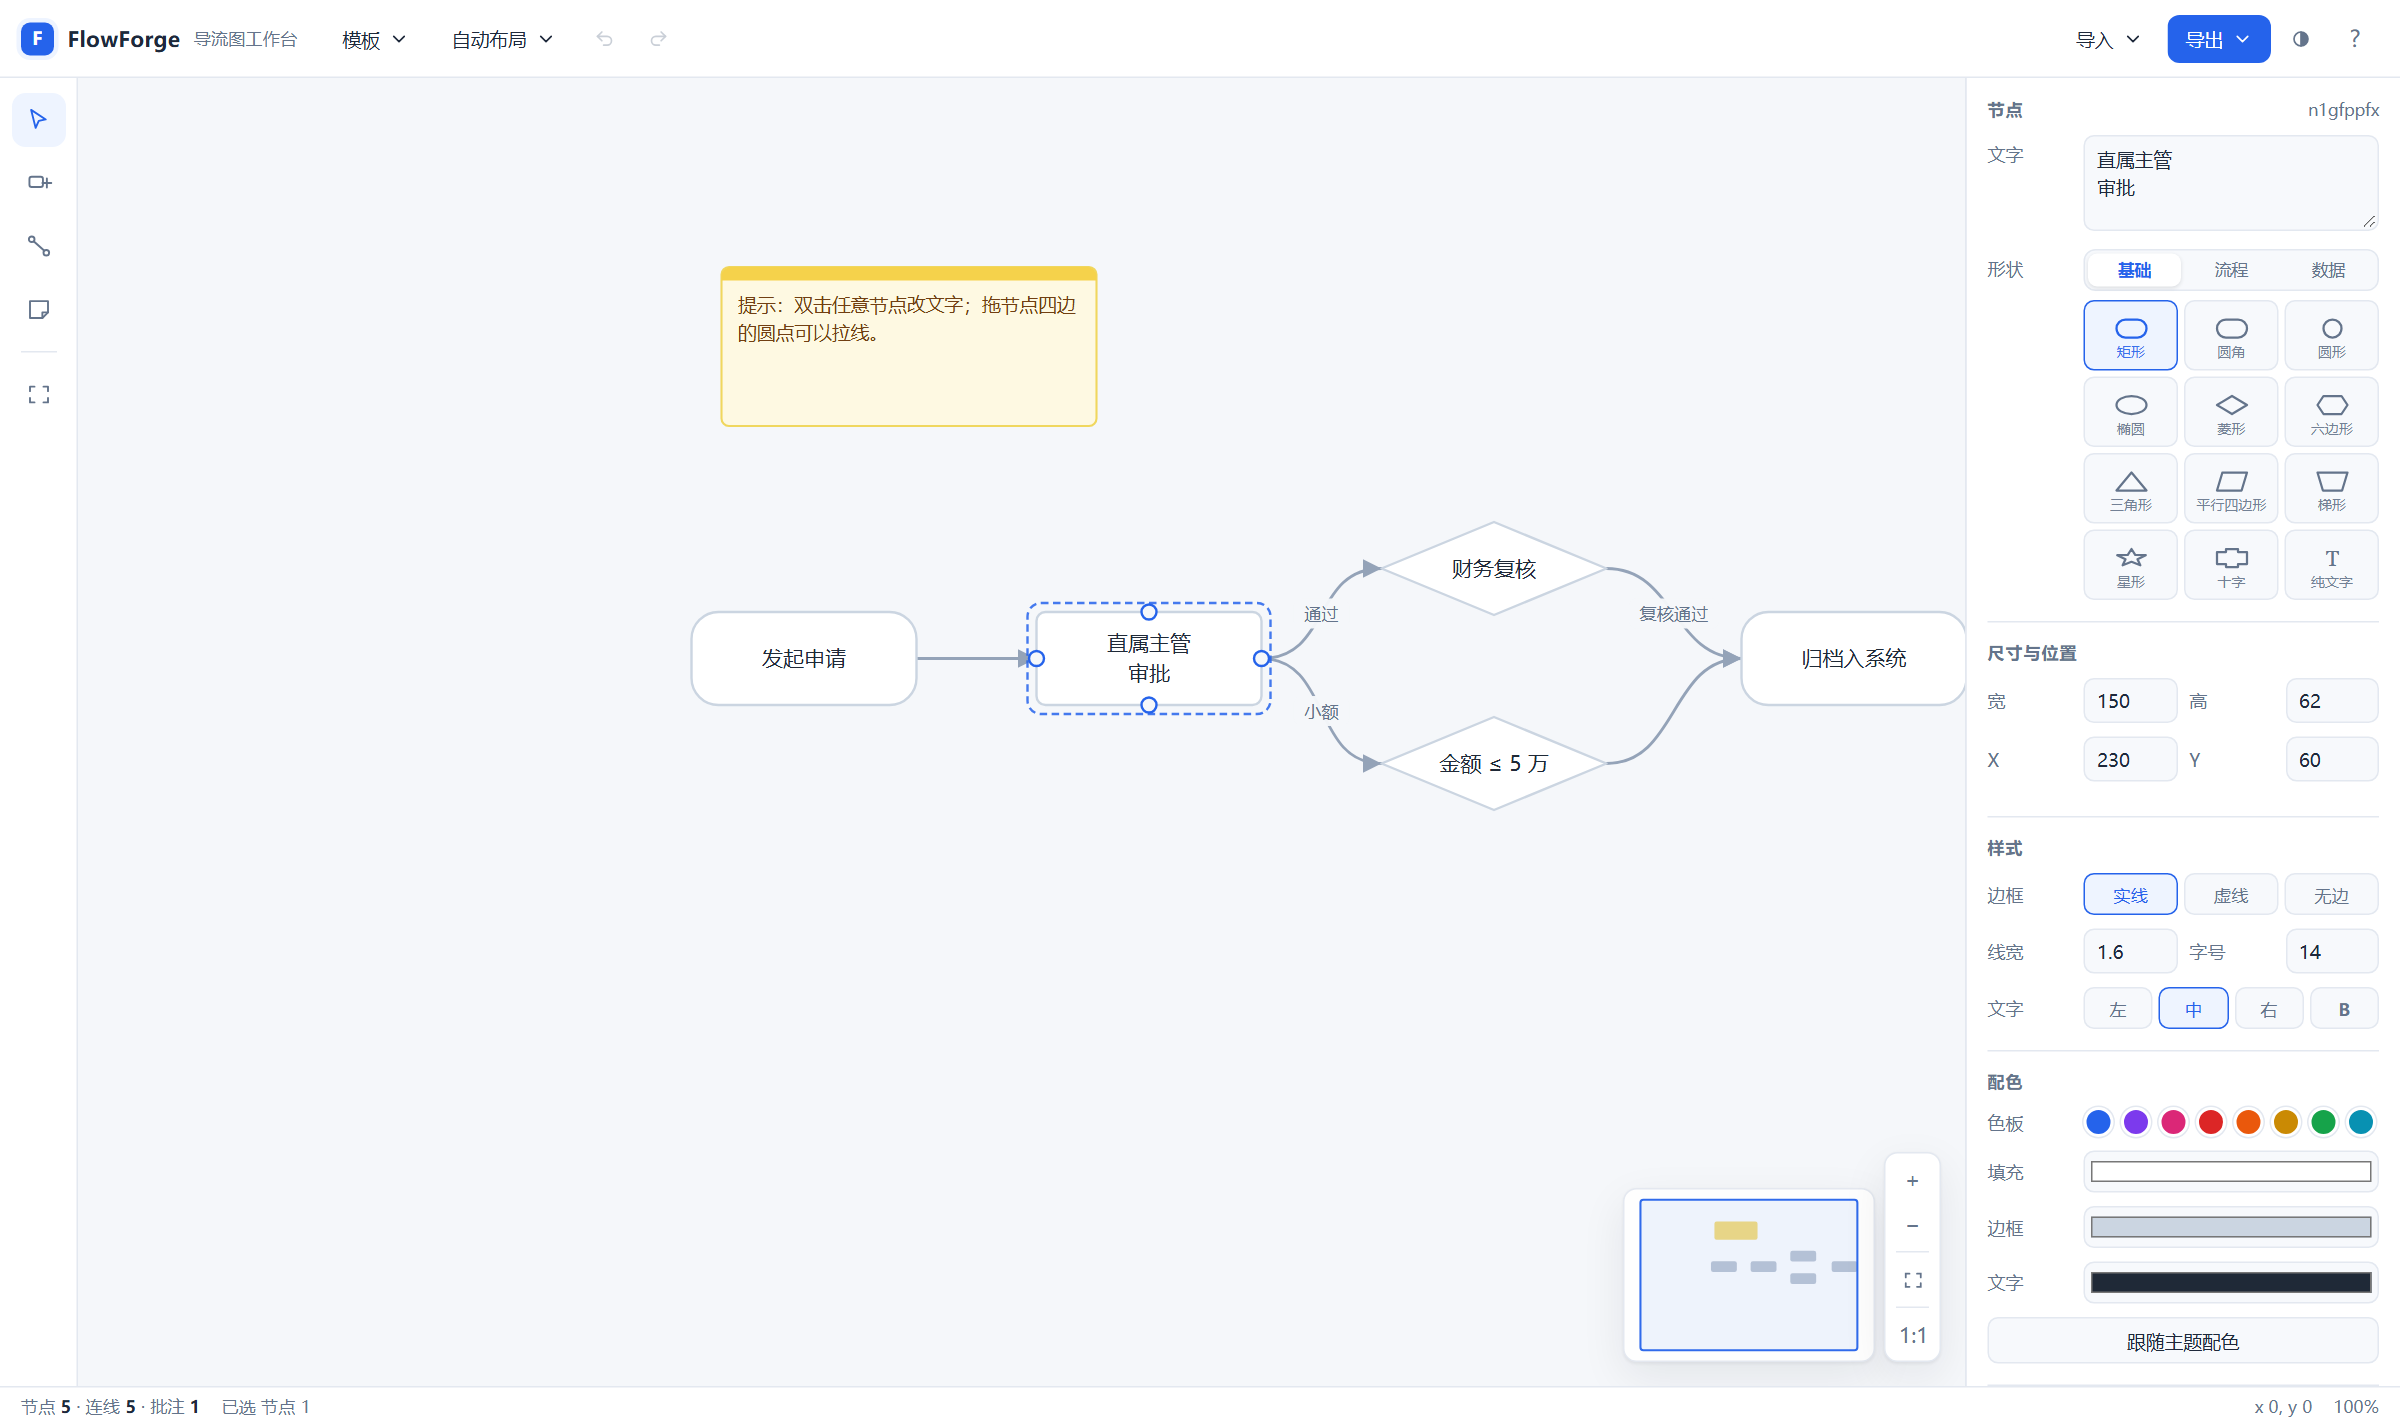 F FlowForge 导流图工作台 模板 自动布局 导入 导出 ?
节点 n1gfppfx
文字
直属主管
审批
形状 基础 流程 数据
矩形 圆角 圆形
椭圆 菱形 六边形
三角形 平行四边形 梯形
星形 十字 T 纯文字
提示：双击任意节点改文字；拖节点四边
的圆点可以拉线。
发起申请
直属主管
审批
通过
小额
财务复核
金额 ≤ 5 万
复核通过
归档入系统
尺寸与位置
宽 150 高 62
X 230 Y 60
样式
边框 实线 虚线 无边
线宽 1.6 字号 14
文字 左 中 右 B
配色
色板
填充
边框
文字
跟随主题配色
+
−
1:1
节点 5 · 连线 5 · 批注 1 已选 节点 1 x 0, y 0 100%